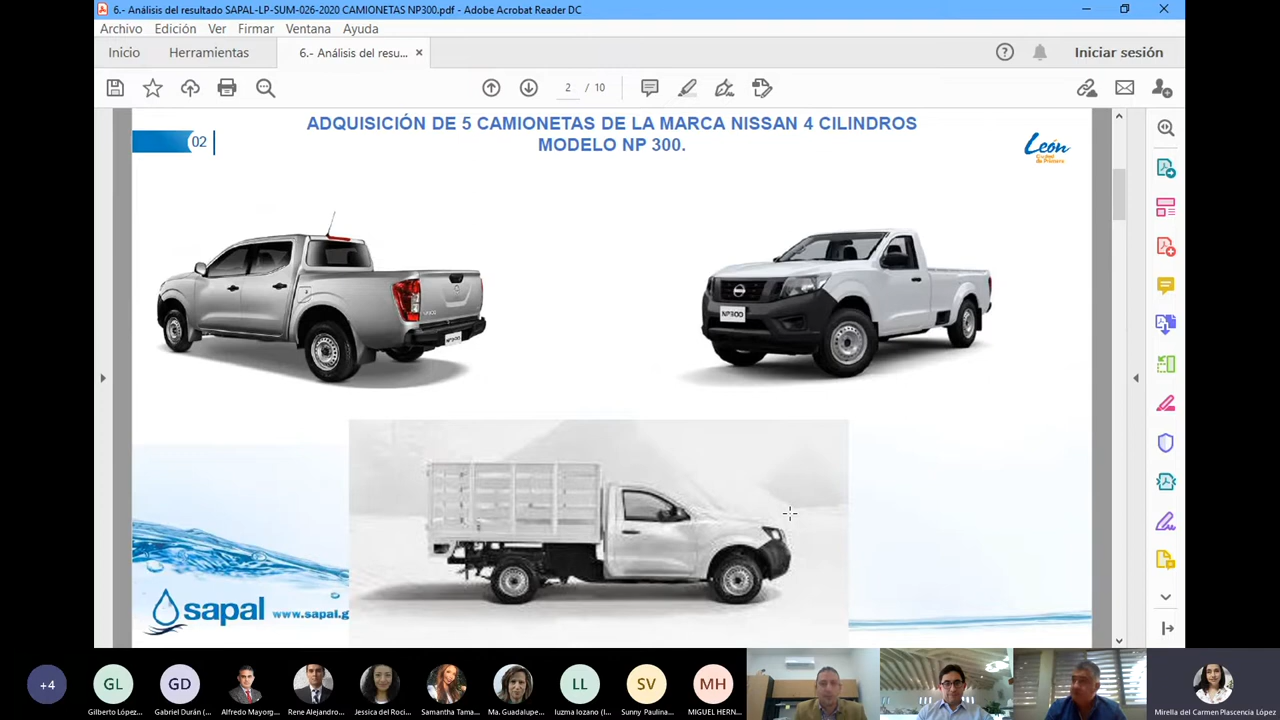 6.- Análisis del resultado SAPAL-LP-SUM-026-2020 CAMIONETAS NP300.pdf - Adobe Acrobat Reader DC
Archivo Edición Ver Firmar Ventana Ayuda
Inicio Herramientas 6.- Análisis del resu... × Iniciar sesión
2 / 10
02
ADQUISICIÓN DE 5 CAMIONETAS DE LA MARCA NISSAN 4 CILINDROS
MODELO NP 300.
León
Ciudad de Primera
NP300
NP300
sapal www.sapal.g
+4 GL GD LL SV MH
Gilberto López... Gabriel Durán (... Alfredo Mayorg... Rene Alejandro... Jessica del Roci... Samantha Tama... Ma. Guadalupe... luzma lozano (I... Sunny Paulina... MIGUEL HERN... Mirella del Carmen Plascencia López